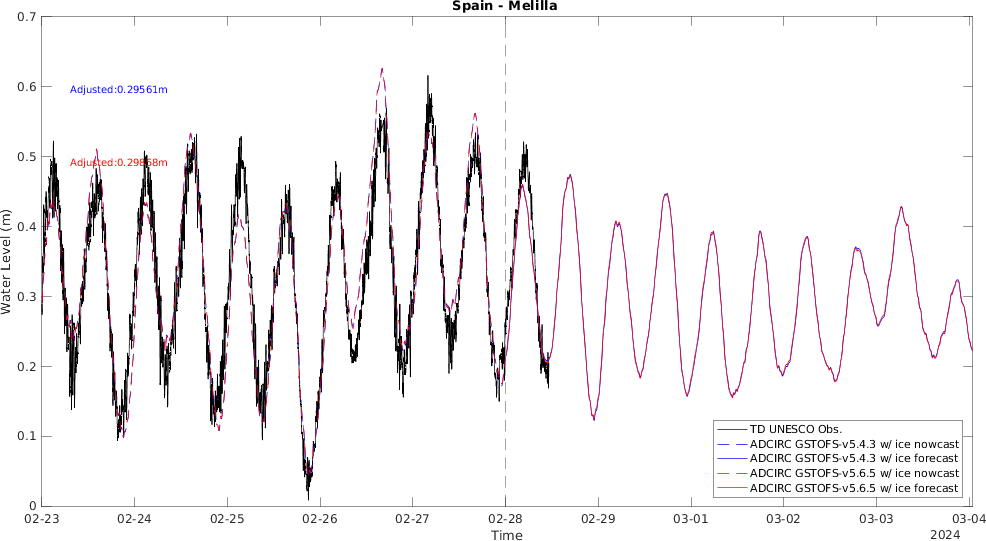 Spain - Melilla
Water Level (m)
0.7
0.6
0.5
0.4
0.3
0.2
0.1
0
Adjusted:0.29561m
Adjusted:0.29858m
TD UNESCO Obs.
ADCIRC GSTOFS-v5.4.3 w/ ice nowcast
ADCIRC GSTOFS-v5.4.3 w/ ice forecast
ADCIRC GSTOFS-v5.6.5 w/ ice nowcast
ADCIRC GSTOFS-v5.6.5 w/ ice forecast
02-23 02-24 02-25 02-26 02-27 02-28 02-29 03-01 03-02 03-03 03-04
Time
2024